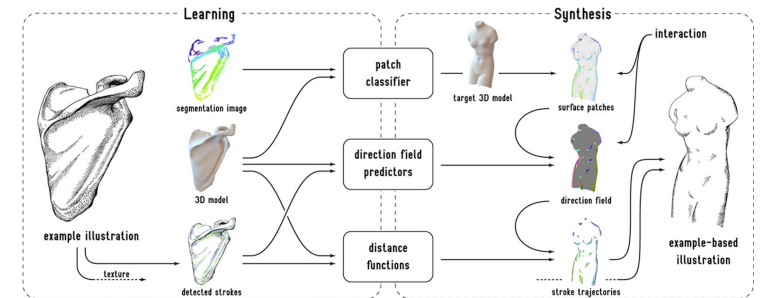 Learning
Synthesis
segmentation image
3D model
detected strokes
example illustration
texture
patch
classifier
direction field
predictors
distance
functions
target 3D model
surface patches
direction field
stroke trajectories
interaction
example-based
illustration